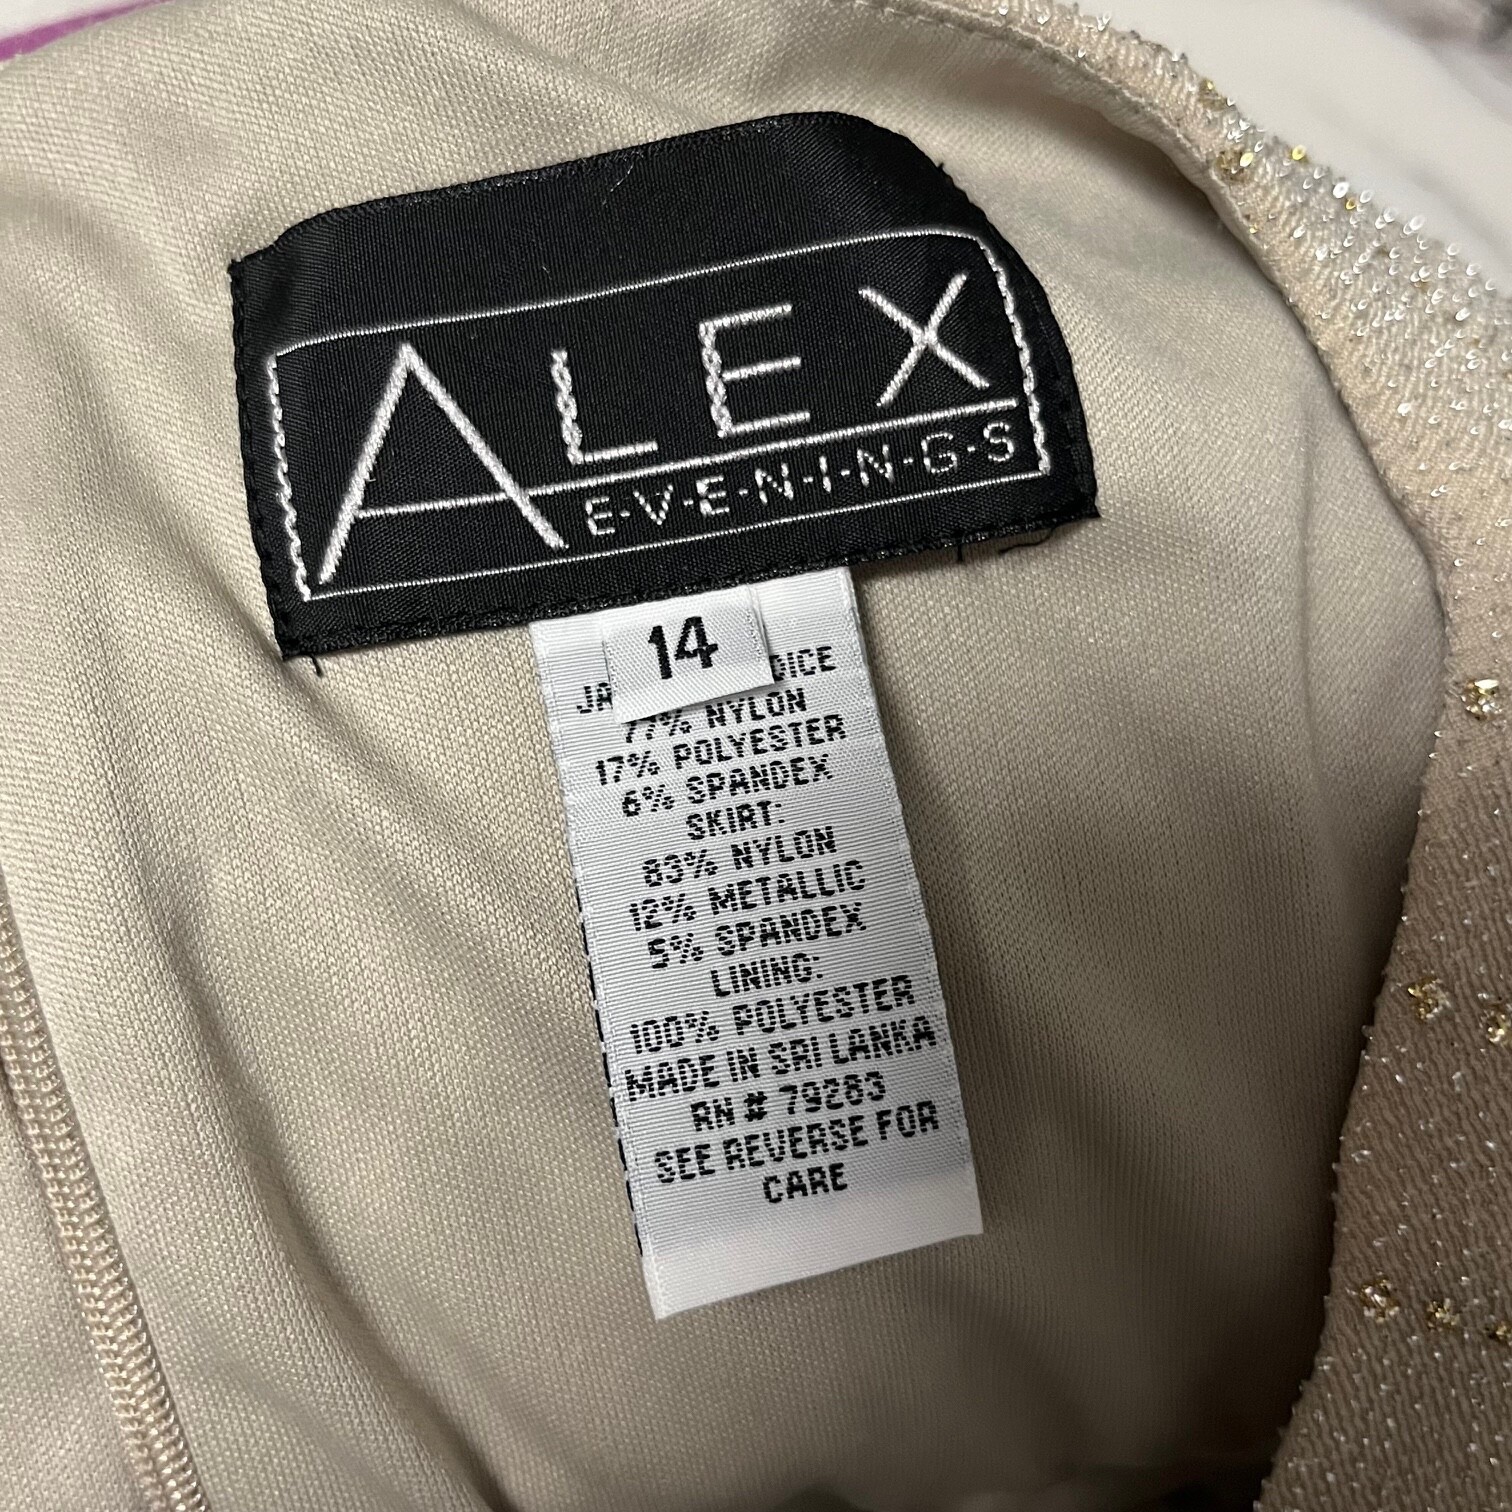 ALEX
E·V·E·N·I·N·G·S
14
77% NYLON
17% POLYESTER
6% SPANDEX
SKIRT:
83% NYLON
12% METALLIC
5% SPANDEX
LINING:
100% POLYESTER
MADE IN SRI LANKA
RN # 79283
SEE REVERSE FOR
CARE